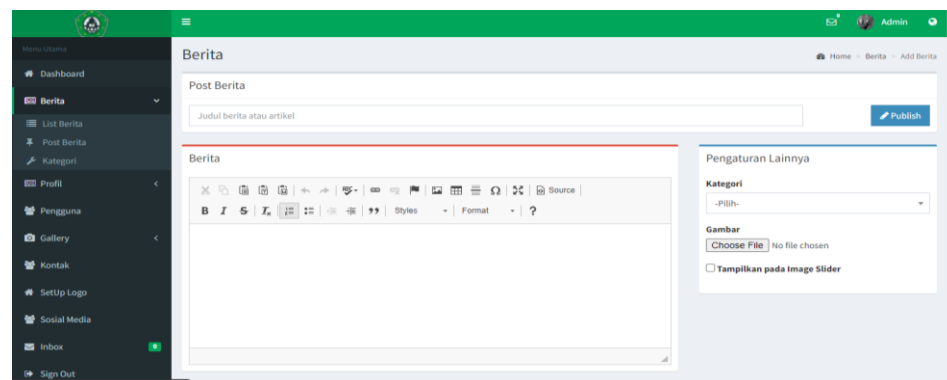 Admin
Menu Utama
Dashboard
Berita
List Berita
Post Berita
Kategori
Profil
Pengguna
Gallery
Kontak
SetUp Logo
Sosial Media
Inbox
0
Sign Out
Berita
Home > Berita > Add Berita
Post Berita
Judul berita atau artikel
Publish
Berita
Source
B I S Ix Styles Format ?
Pengaturan Lainnya
Kategori
-Pilih-
Gambar
Choose File No file chosen
Tampilkan pada Image Slider